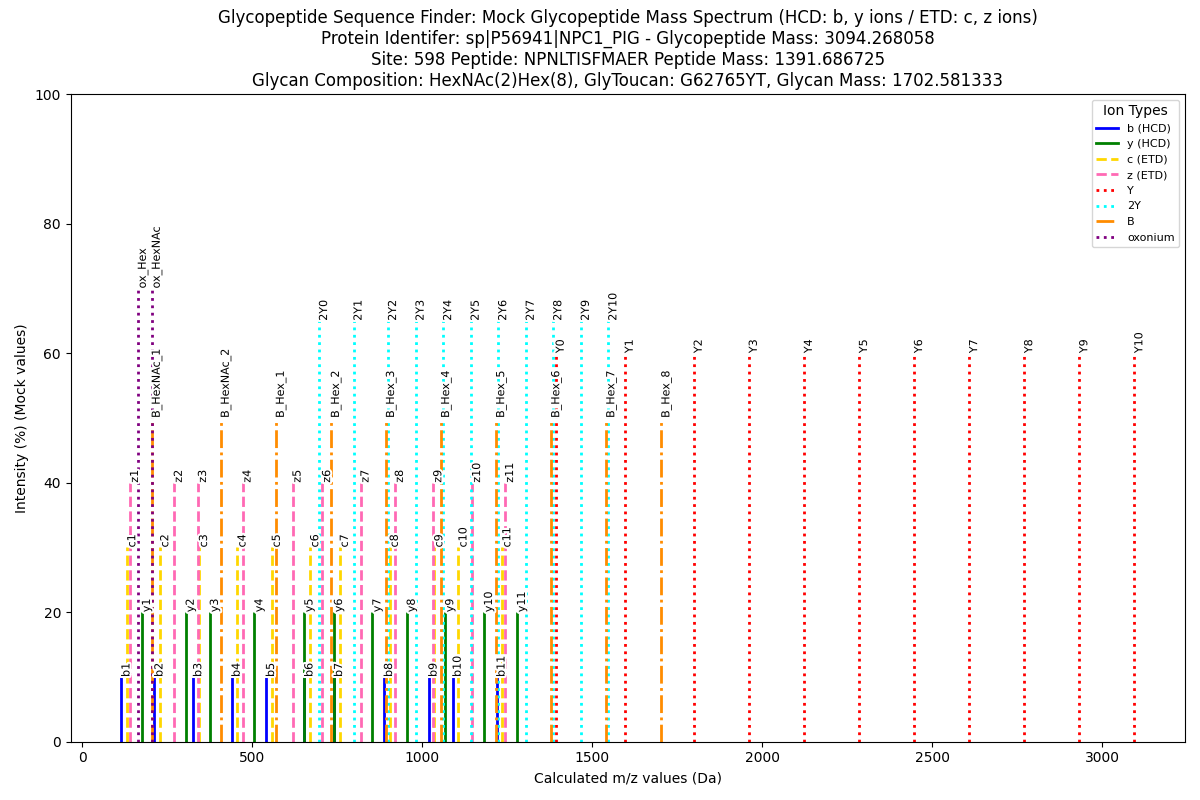 Glycopeptide Sequence Finder: Mock Glycopeptide Mass Spectrum (HCD: b, y ions / ETD: c, z ions)
Protein Identifer: sp|P56941|NPC1_PIG - Glycopeptide Mass: 3094.268058
Site: 598 Peptide: NPNLTISFMAER Peptide Mass: 1391.686725
Glycan Composition: HexNAc(2)Hex(8), GlyToucan: G62765YT, Glycan Mass: 1702.581333
Ion Types
b (HCD)
y (HCD)
c (ETD)
z (ETD)
Y
2Y
B
oxonium
Intensity (%) (Mock values)
100
80
60
40
20
0
ox_Hex
ox_HexNAc
2Y0
2Y1
2Y2
2Y3
2Y4
2Y5
2Y6
2Y7
2Y8
2Y9
2Y10
Y0
Y1
Y2
Y3
Y4
Y5
Y6
Y7
Y8
Y9
Y10
B_HexNAc_1
B_HexNAc_2
B_Hex_1
B_Hex_2
B_Hex_3
B_Hex_4
B_Hex_5
B_Hex_6
B_Hex_7
B_Hex_8
z1
z2
z3
z4
z5
z6
z7
z8
z9
z10
z11
c1
c2
c3
c4
c5
c6
c7
c8
c9
c10
c11
y1
y2
y3
y4
y5
y6
y7
y8
y9
y10
y11
b1
b2
b3
b4
b5
b6
b7
b8
b9
b10
b11
0
500
1000
1500
2000
2500
3000
Calculated m/z values (Da)